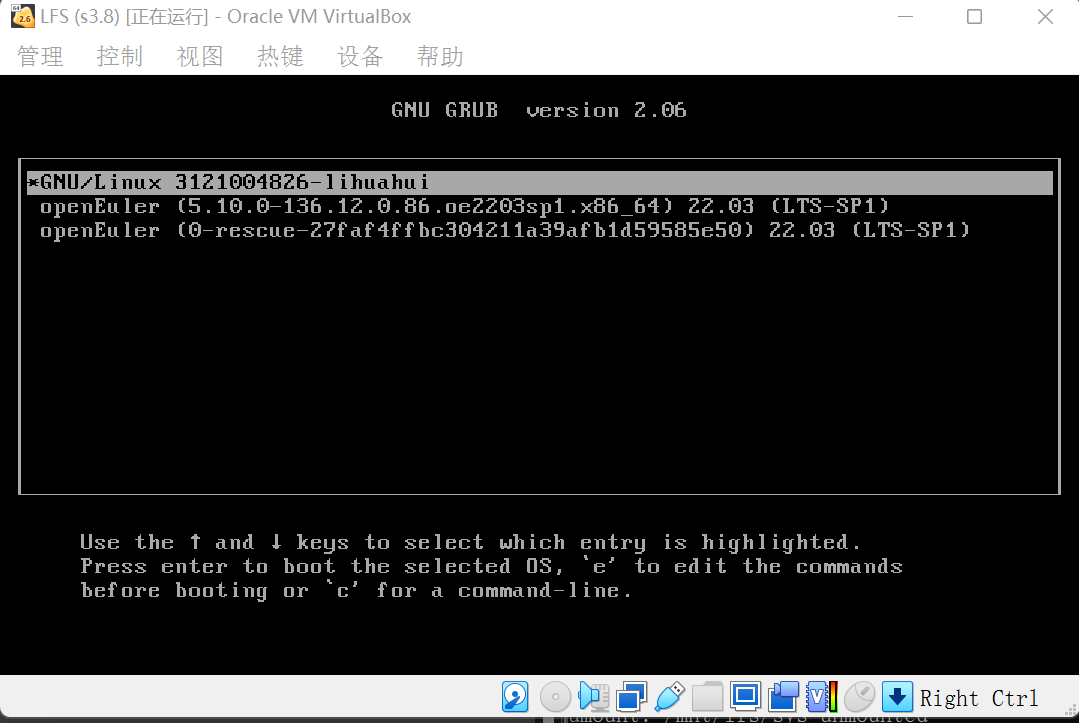 LFS (s3.8) [正在运行] - Oracle VM VirtualBox
管理 控制 视图 热键 设备 帮助
GNU GRUB version 2.06
*GNU/Linux 3121004826-lihuahui
openEuler (5.10.0-136.12.0.86.oe2203sp1.x86_64) 22.03 (LTS-SP1)
openEuler (0-rescue-27faf4ffbc304211a39afb1d59585e50) 22.03 (LTS-SP1)
Use the ↑ and ↓ keys to select which entry is highlighted.
Press enter to boot the selected OS, `e' to edit the commands
before booting or `c' for a command-line.
Right Ctrl